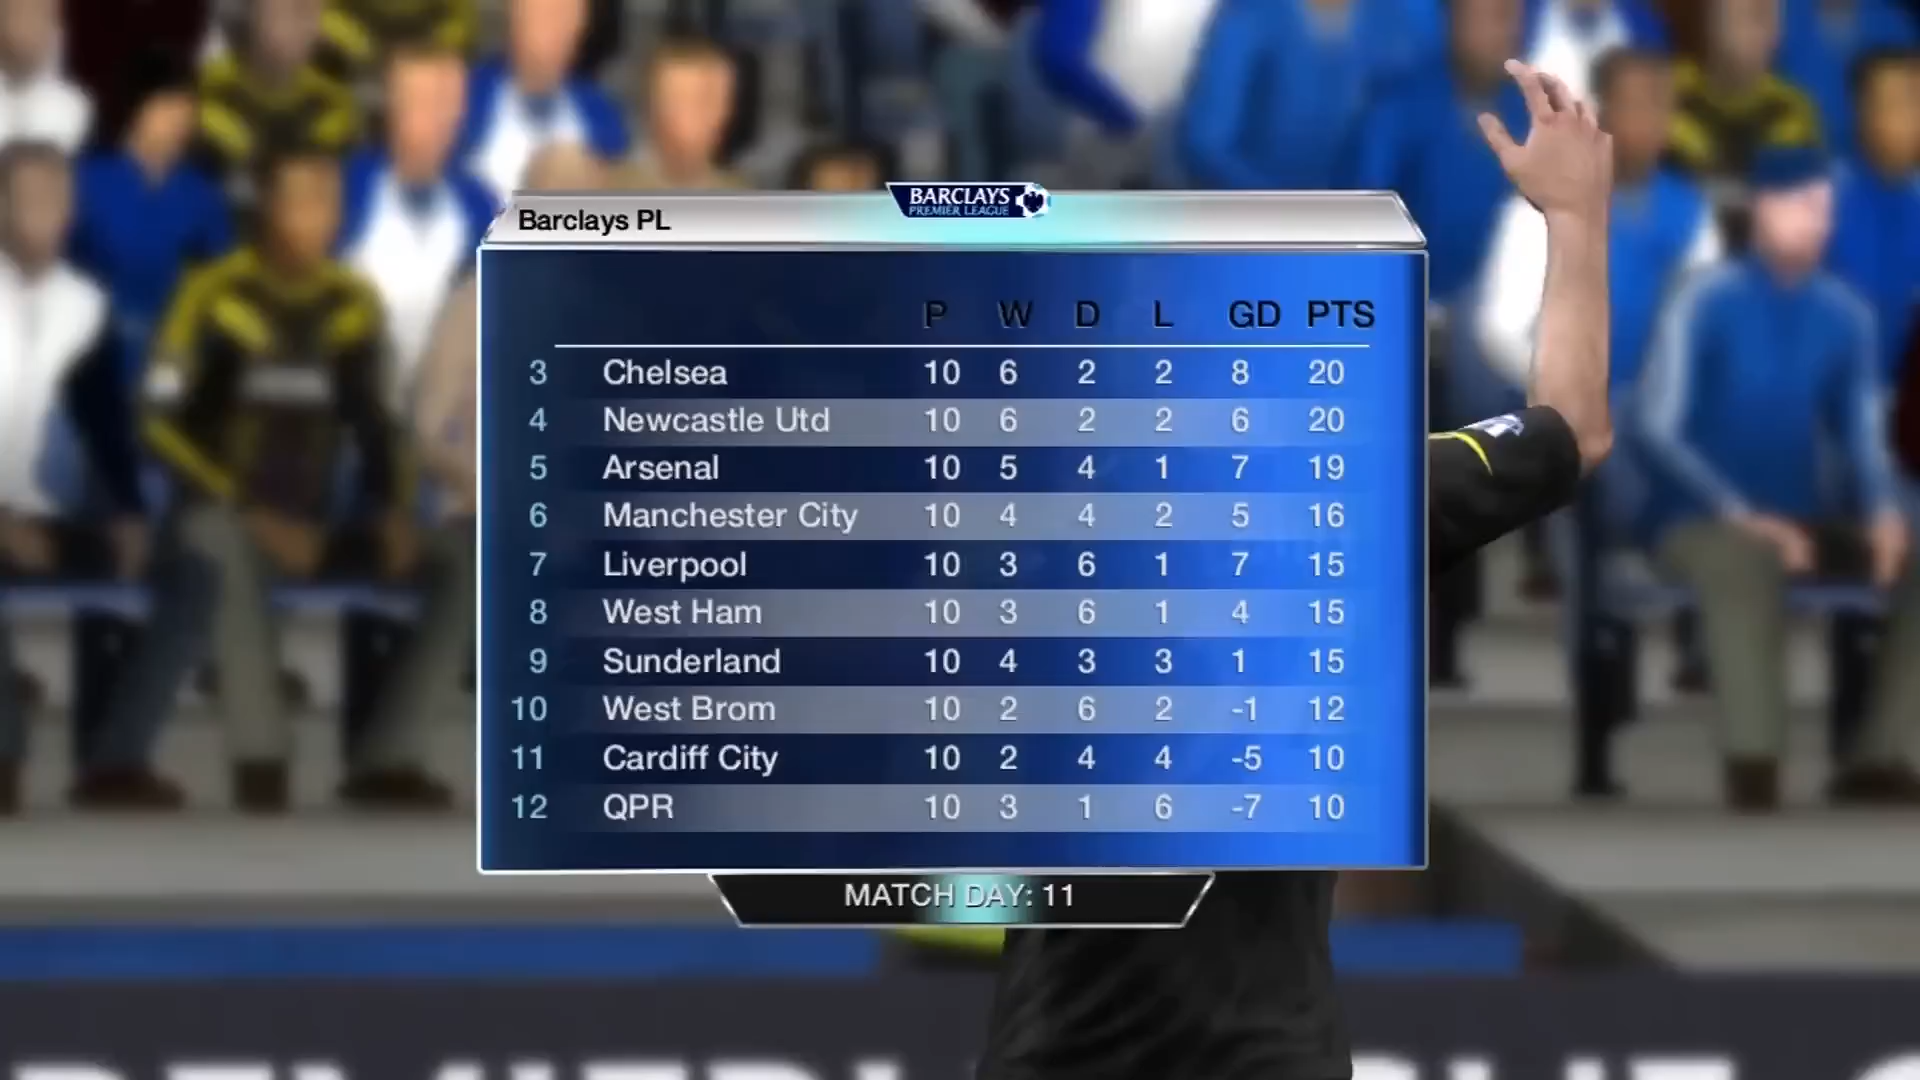 BARCLAYS
PREMIER LEAGUE
Barclays PL
P W D L GD PTS
3 Chelsea 10 6 2 2 8 20
4 Newcastle Utd 10 6 2 2 6 20
5 Arsenal 10 5 4 1 7 19
6 Manchester City 10 4 4 2 5 16
7 Liverpool 10 3 6 1 7 15
8 West Ham 10 3 6 1 4 15
9 Sunderland 10 4 3 3 1 15
10 West Brom 10 2 6 2 -1 12
11 Cardiff City 10 2 4 4 -5 10
12 QPR 10 3 1 6 -7 10
MATCH DAY: 11